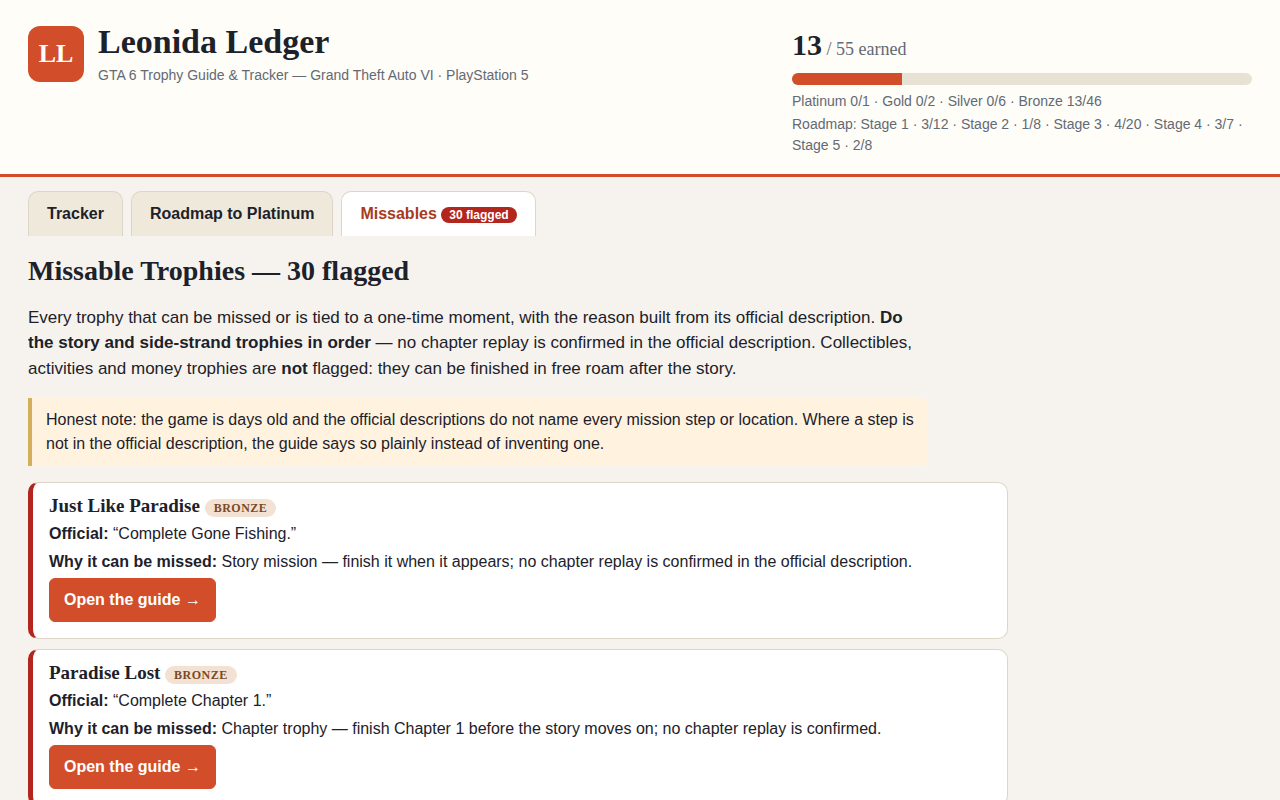 LL
Leonida Ledger
GTA 6 Trophy Guide & Tracker — Grand Theft Auto VI · PlayStation 5
13 / 55 earned
Platinum 0/1 · Gold 0/2 · Silver 0/6 · Bronze 13/46
Roadmap: Stage 1 · 3/12 · Stage 2 · 1/8 · Stage 3 · 4/20 · Stage 4 · 3/7 ·
Stage 5 · 2/8
Tracker
Roadmap to Platinum
Missables 30 flagged
Missable Trophies — 30 flagged
Every trophy that can be missed or is tied to a one-time moment, with the reason built from its official description. Do
the story and side-strand trophies in order — no chapter replay is confirmed in the official description. Collectibles,
activities and money trophies are not flagged: they can be finished in free roam after the story.
Honest note: the game is days old and the official descriptions do not name every mission step or location. Where a step is
not in the official description, the guide says so plainly instead of inventing one.
Just Like Paradise BRONZE
Official: “Complete Gone Fishing.”
Why it can be missed: Story mission — finish it when it appears; no chapter replay is confirmed in the official description.
Open the guide →
Paradise Lost BRONZE
Official: “Complete Chapter 1.”
Why it can be missed: Chapter trophy — finish Chapter 1 before the story moves on; no chapter replay is confirmed.
Open the guide →